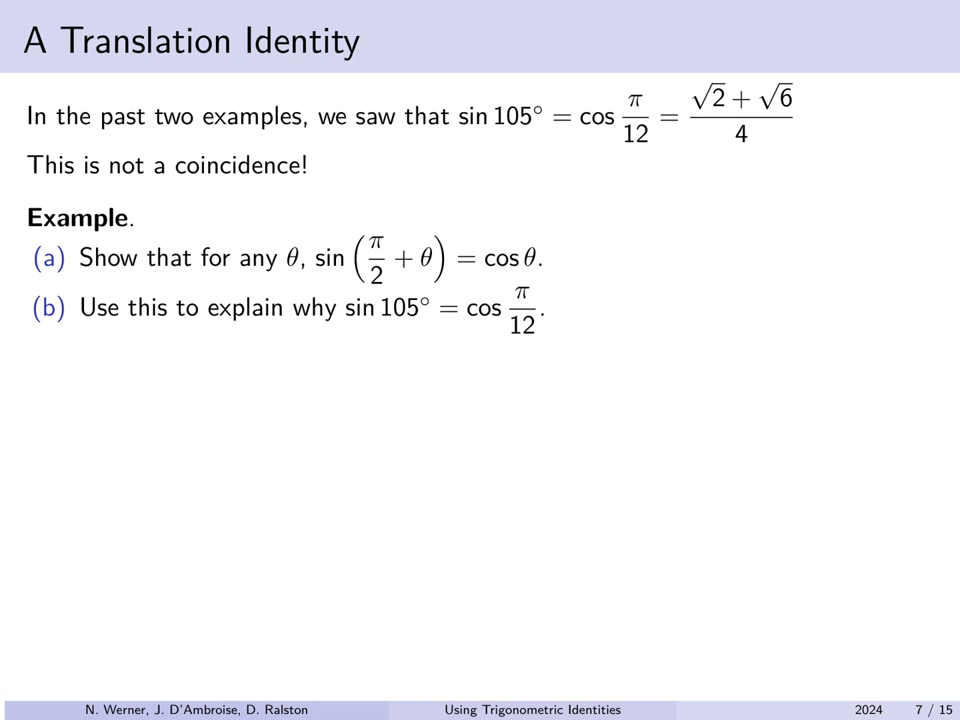 A Translation Identity
In the past two examples, we saw that sin 105° = cos π/12 = (√2 + √6)/4
This is not a coincidence!
Example.
(a) Show that for any θ, sin (π/2 + θ) = cos θ.
(b) Use this to explain why sin 105° = cos π/12.
N. Werner, J. D'Ambroise, D. Ralston Using Trigonometric Identities 2024 7 / 15